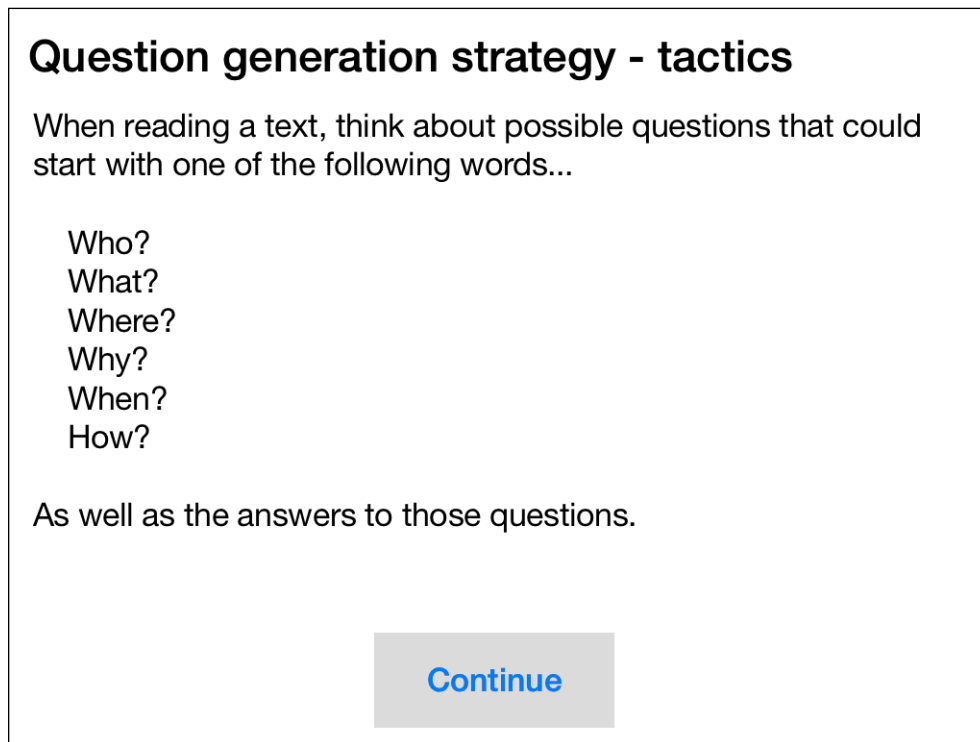 Question generation strategy - tactics
When reading a text, think about possible questions that could
start with one of the following words...
Who?
What?
Where?
Why?
When?
How?
As well as the answers to those questions.
Continue